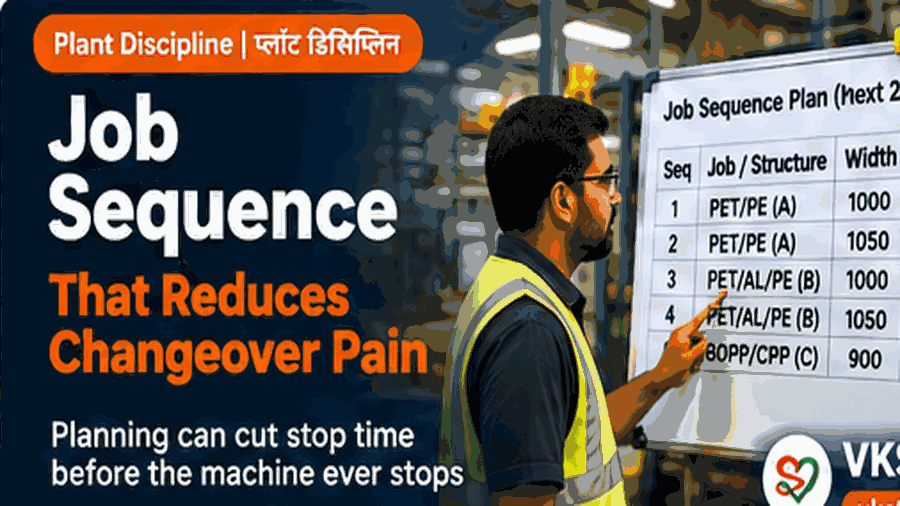 Plant Discipline | प्लॉट डिसिप्लिन
Job
Sequence
That Reduces
Changeover Pain
Planning can cut stop time
before the machine ever stops
Job Sequence Plan (Next 2
Seq Job / Structure Width
1 PET/PE (A) 1000
2 PET/PE (A) 1050
3 PET/AL/PE (B) 1000
4 PET/AL/PE (B) 1050
BOPP/CPP (C) 900
VKS